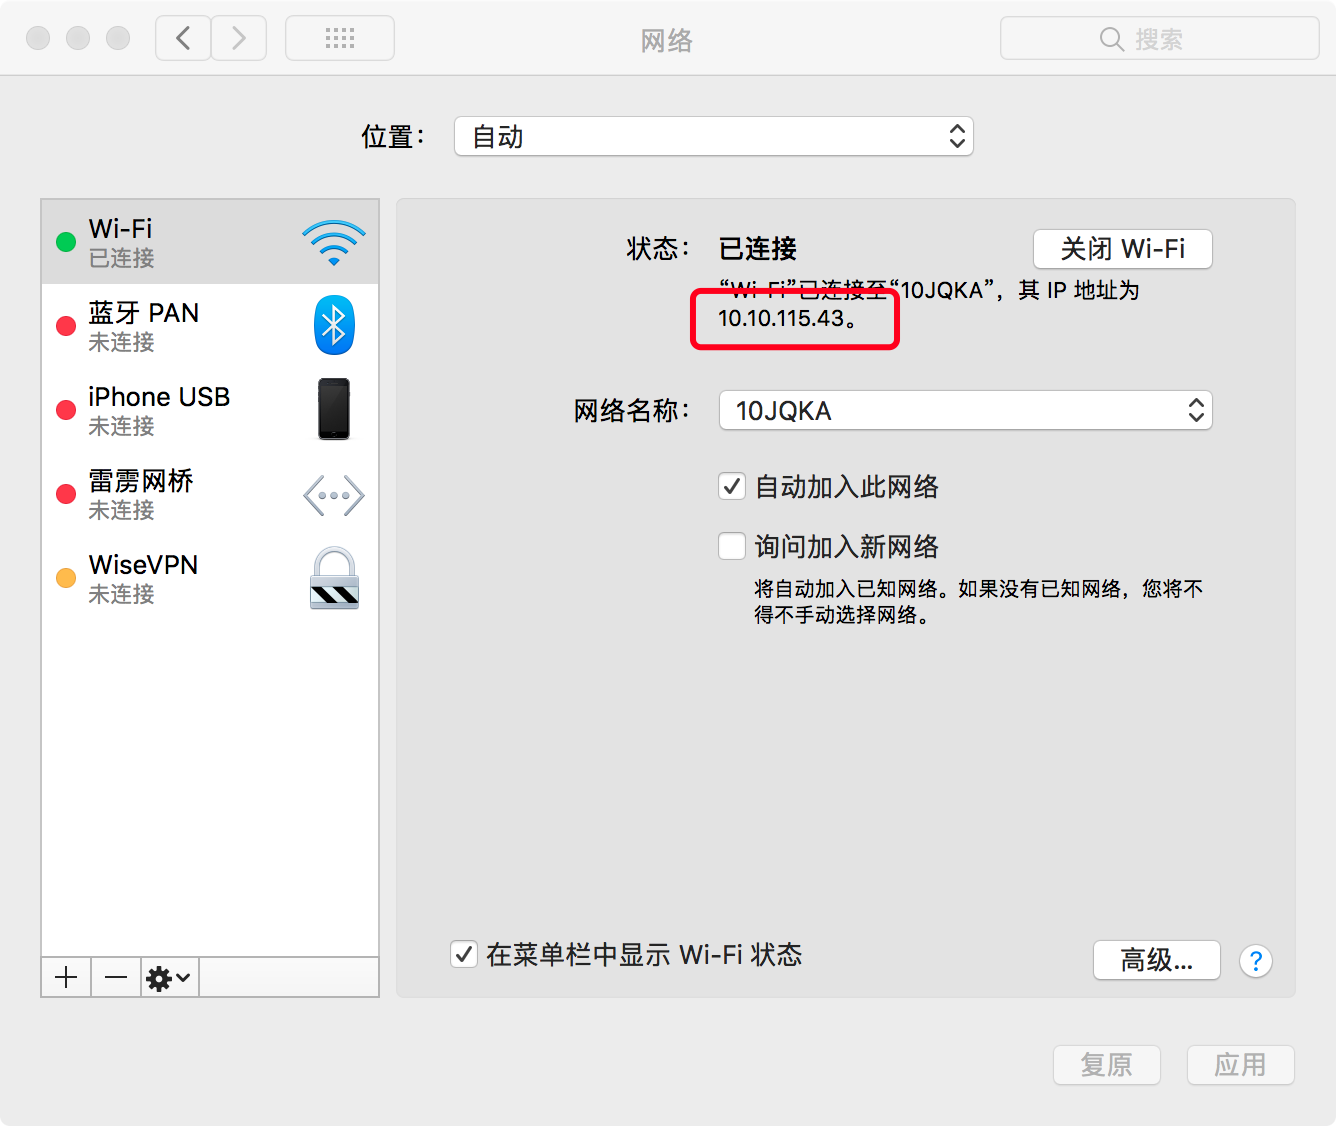 网络
搜索
位置：
自动
Wi-Fi
已连接
蓝牙 PAN
未连接
iPhone USB
未连接
雷雳网桥
未连接
WiseVPN
未连接
状态：
已连接
关闭 Wi-Fi
“Wi-Fi”已连接至“10JQKA”，其 IP 地址为
10.10.115.43。
网络名称：
10JQKA
自动加入此网络
询问加入新网络
将自动加入已知网络。如果没有已知网络，您将不
得不手动选择网络。
在菜单栏中显示 Wi-Fi 状态
高级...
?
复原
应用